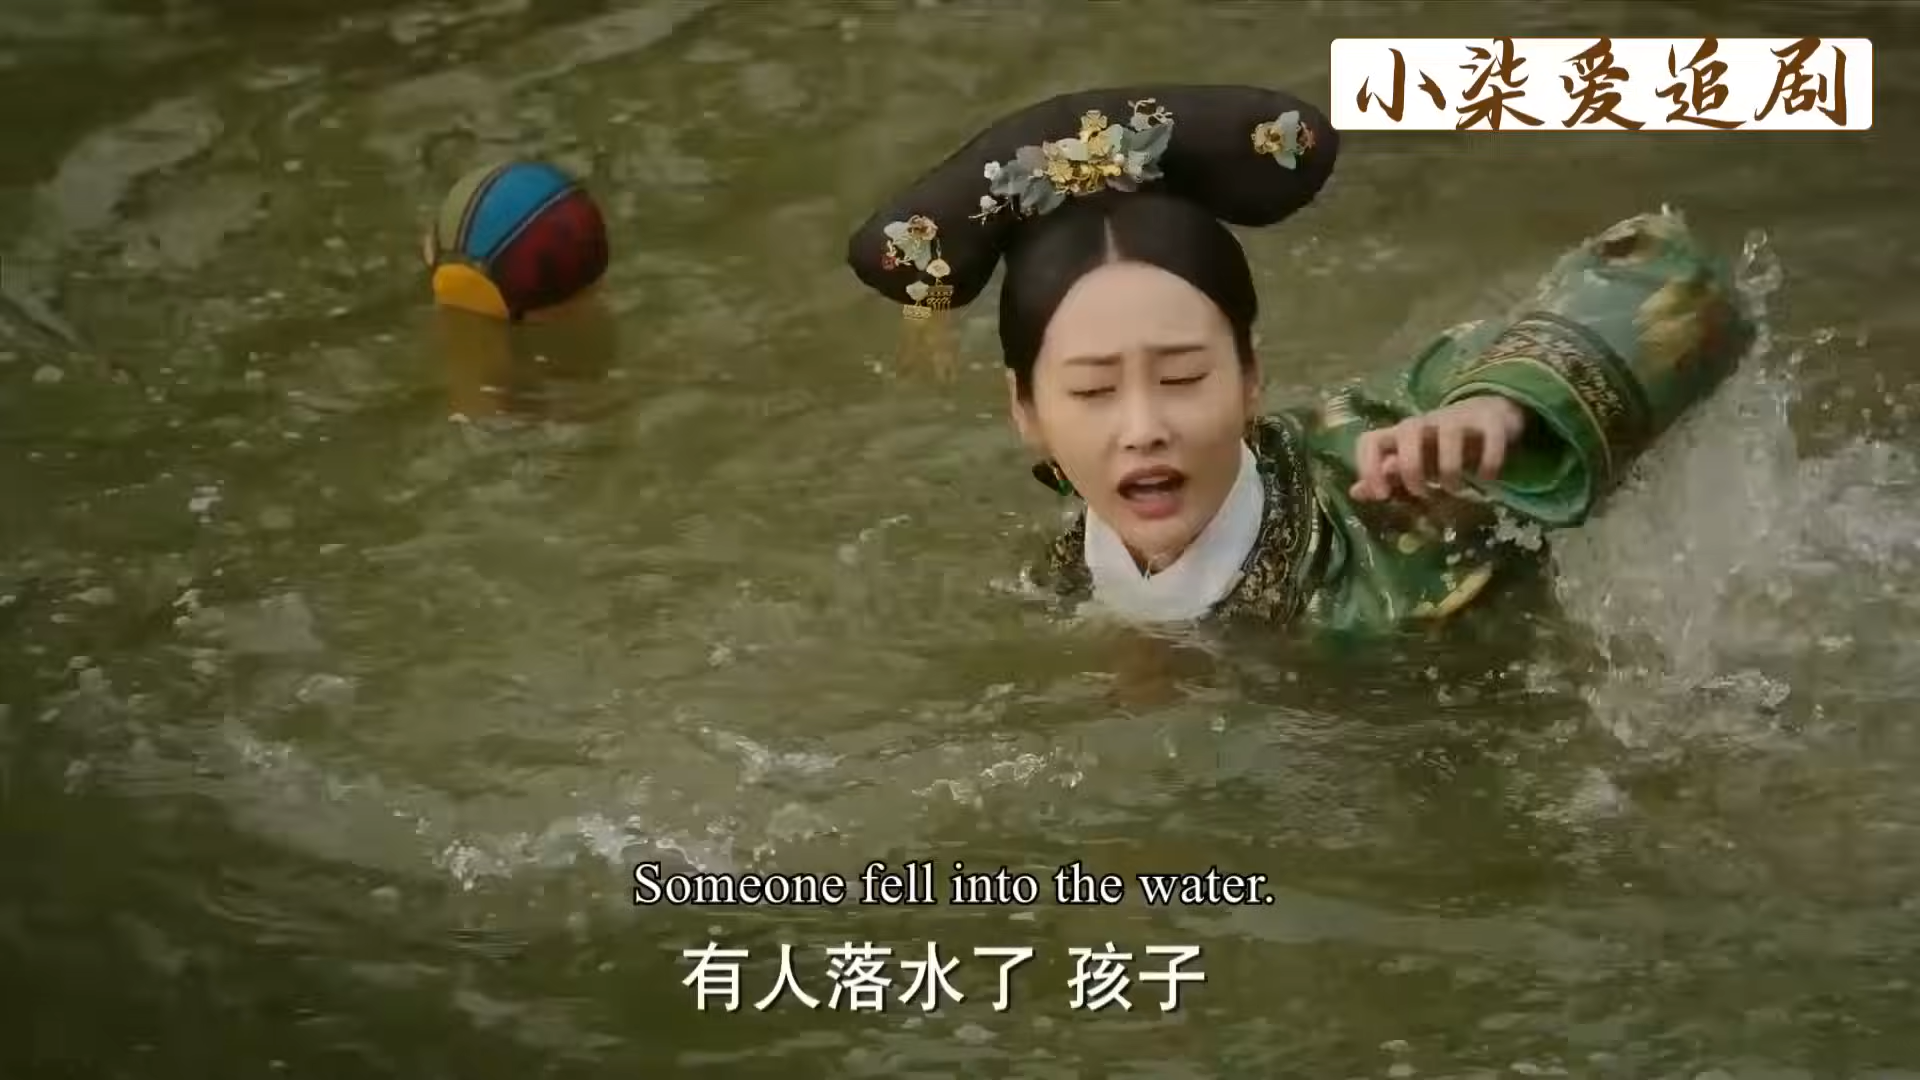 小柒爱追剧
Someone fell into the water.
有人落水了 孩子